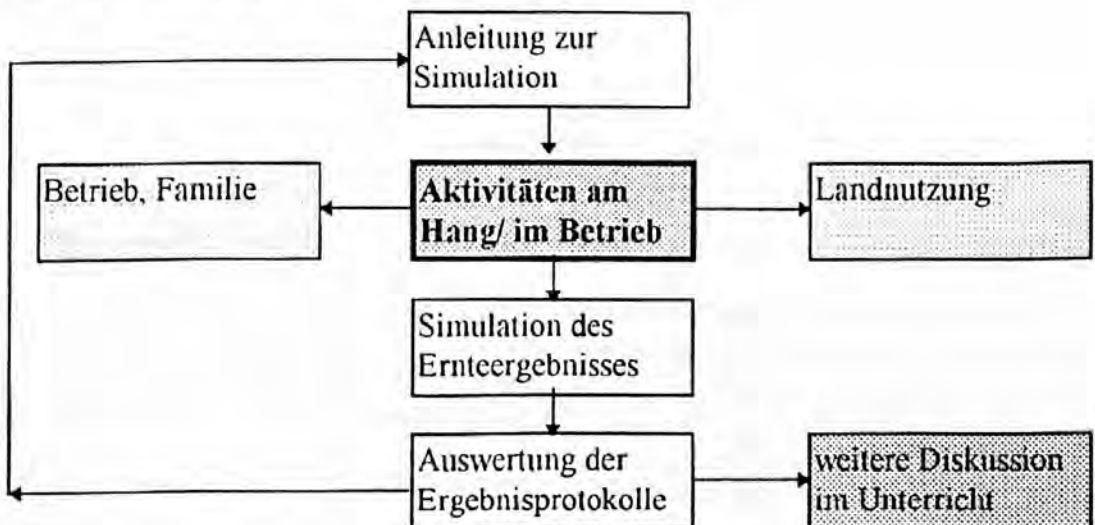 Anleitung zur
Simulation
Betrieb, Familie
Aktivitäten am
Hang/ im Betrieb
Landnutzung
Simulation des
Ernteergebnisses
Auswertung der
Ergebnisprotokolle
weitere Diskussion
im Unterricht